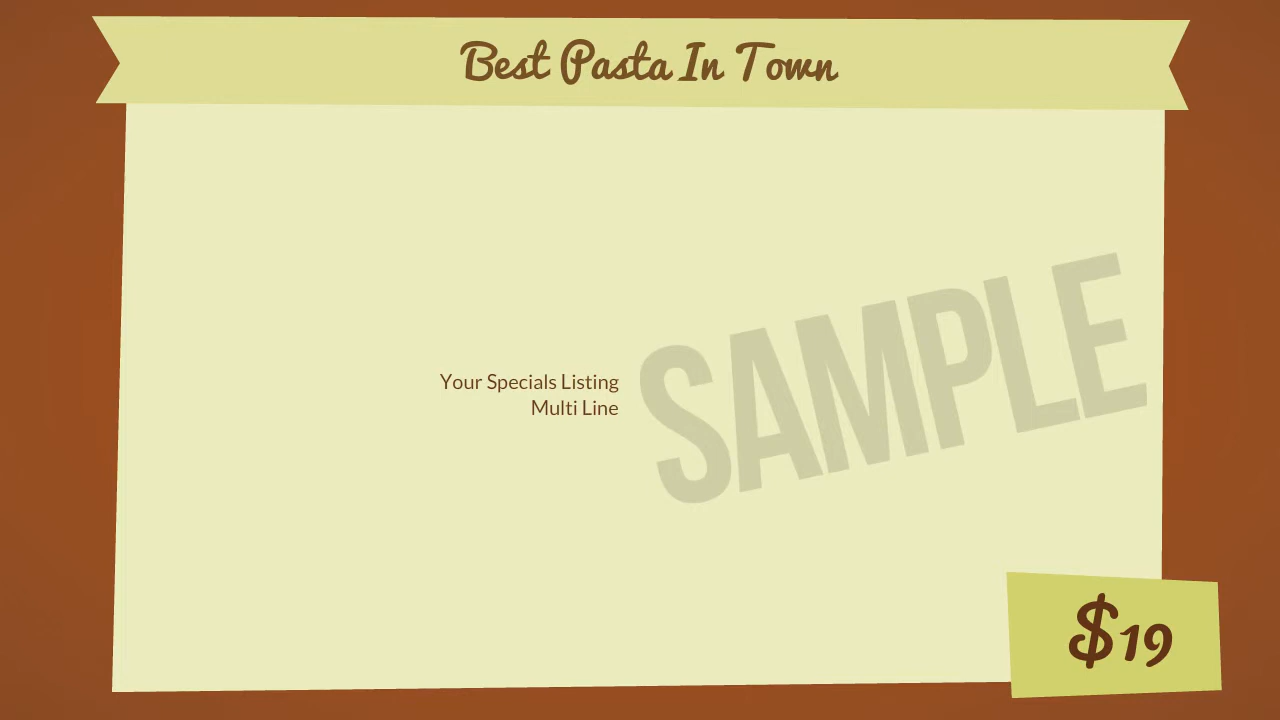 Best Pasta In Town
Your Specials Listing
Multi Line
SAMPLE
$19